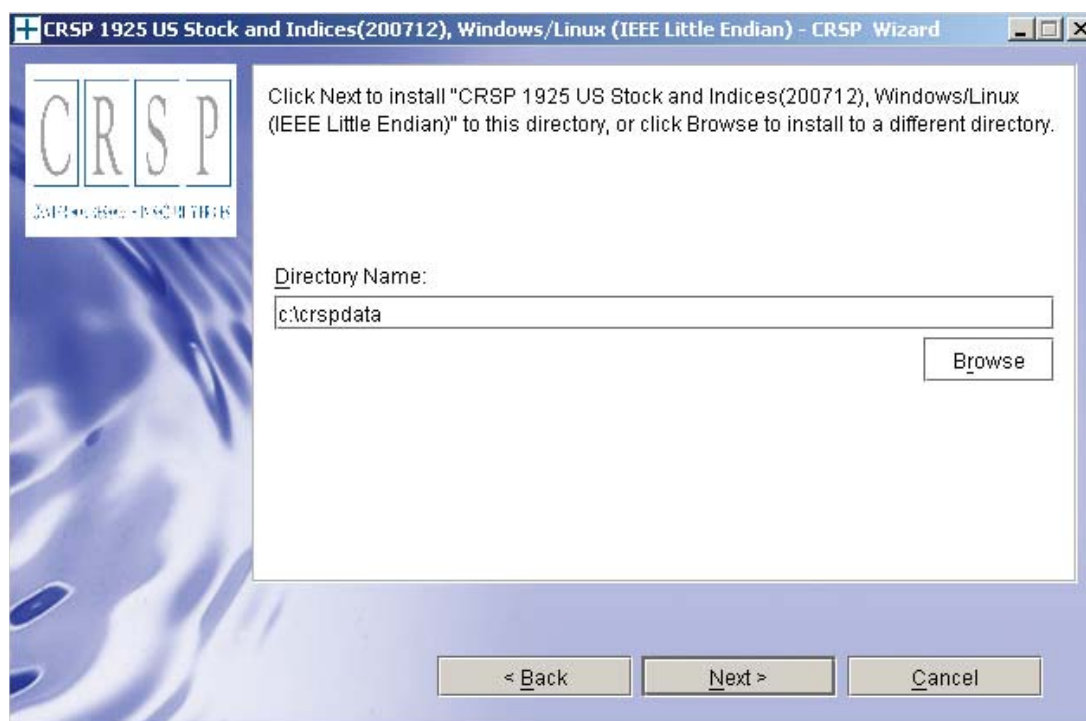 CRSP 1925 US Stock and Indices(200712), Windows/Linux (IEEE Little Endian) - CRSP Wizard
CRSP
Click Next to install "CRSP 1925 US Stock and Indices(200712), Windows/Linux
(IEEE Little Endian)" to this directory, or click Browse to install to a different directory.
Directory Name:
c:\crspdata
Browse
< Back
Next >
Cancel